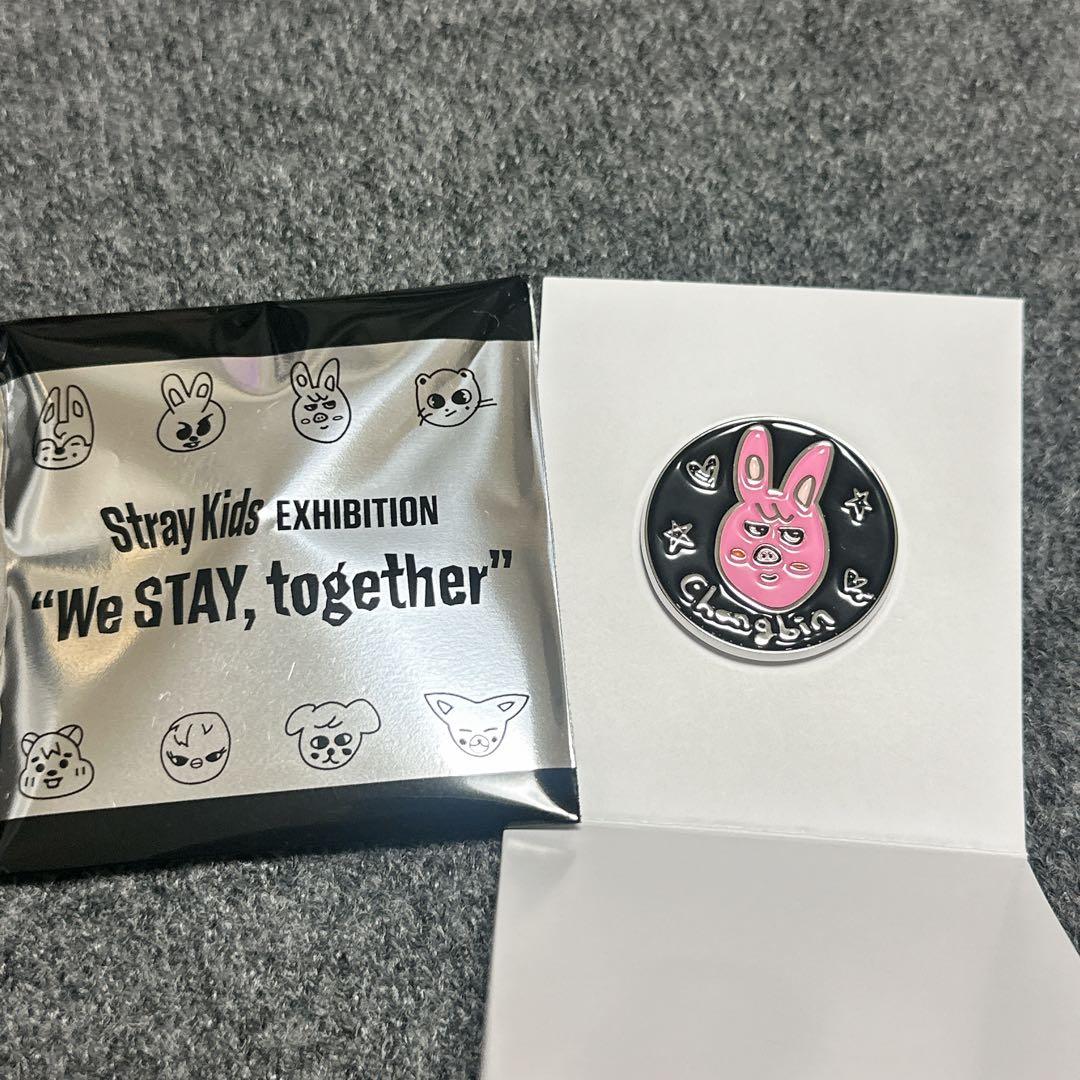 Stray Kids EXHIBITION
“We STAY, together”
Changbin